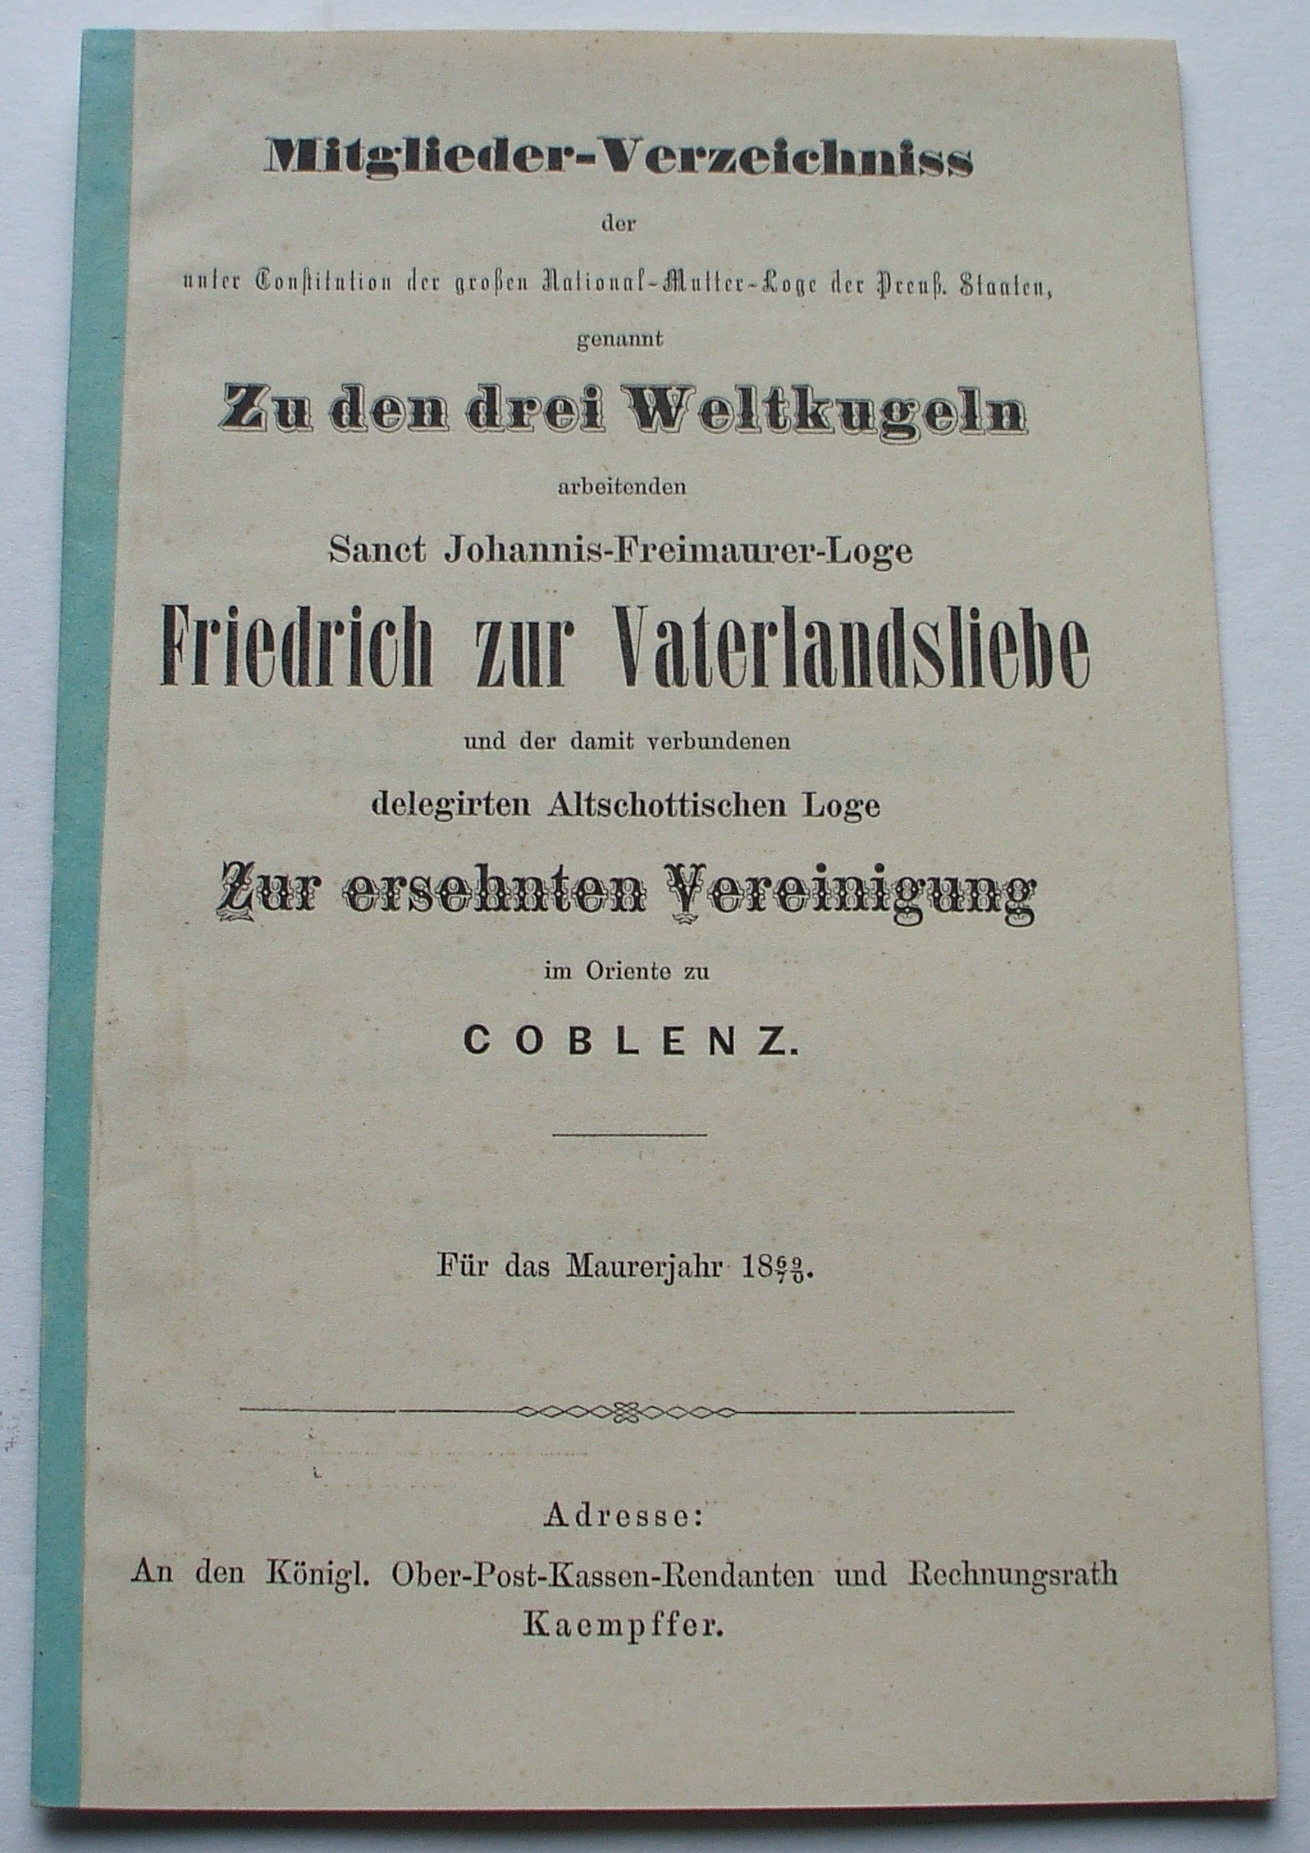 Mitglieder-Verzeichniss
der
unter Constitution der großen National-Mutter-Loge der Preuß. Staaten,
genannt
Zu den drei Weltkugeln
arbeitenden
Sanct Johannis-Freimaurer-Loge
Friedrich zur Vaterlandsliebe
und der damit verbundenen
delegirten Altschottischen Loge
Zur ersehnten Vereinigung
im Oriente zu
COBLENZ.
Für das Maurerjahr 1869/70.
Adresse:
An den Königl. Ober-Post-Kassen-Rendanten und Rechnungsrath
Kaempffer.